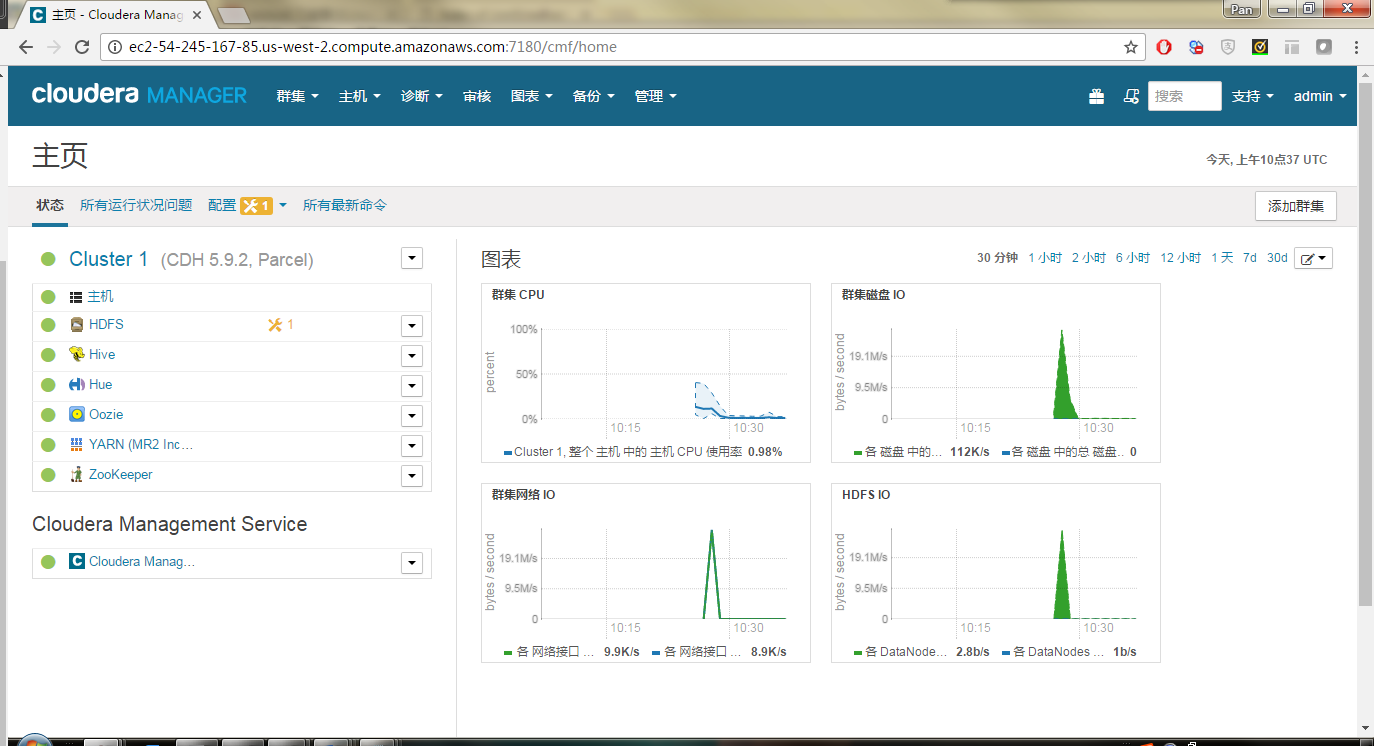 主页 - Cloudera Manag
Pan
ec2-54-245-167-85.us-west-2.compute.amazonaws.com:7180/cmf/home
cloudera MANAGER 群集 主机 诊断 审核 图表 备份 管理 搜索 支持 admin
主页
今天, 上午10点37 UTC
状态 所有运行状况问题 配置 1 所有最新命令 添加群集
Cluster 1 (CDH 5.9.2, Parcel)
主机
HDFS 1
Hive
Hue
Oozie
YARN (MR2 Inc…
ZooKeeper
Cloudera Management Service
C Cloudera Manag…
图表
30 分钟 1 小时 2 小时 6 小时 12 小时 1 天 7d 30d
群集 CPU
percent
100%
50%
0%
10:15 10:30
Cluster 1, 整个 主机 中的 主机 CPU 使用率 0.98%
群集磁盘 IO
bytes / second
19.1M/s
9.5M/s
0
10:15 10:30
各 磁盘 中的… 112K/s 各 磁盘 中的总 磁盘… 0
群集网络 IO
bytes / second
19.1M/s
9.5M/s
0
10:15 10:30
各 网络接口 … 9.9K/s 各 网络接口 … 8.9K/s
HDFS IO
bytes / second
19.1M/s
9.5M/s
0
10:15 10:30
各 DataNode… 2.8b/s 各 DataNodes … 1b/s